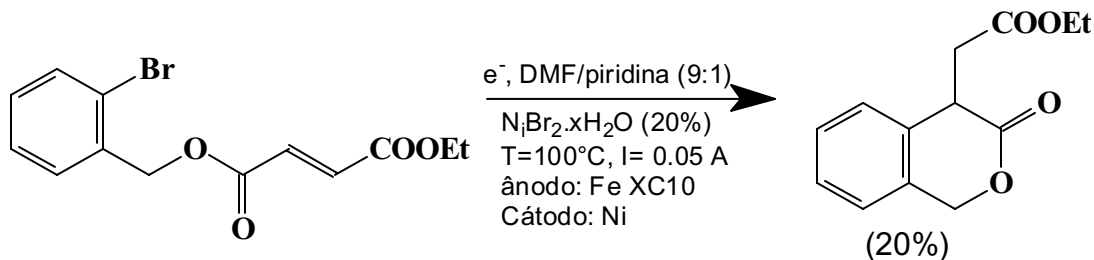 Br
O
O
COOEt
e⁻, DMF/piridina (9:1)
NᵢBr₂.xH₂O (20%)
T=100°C, I= 0.05 A
ânodo: Fe XC10
Cátodo: Ni
COOEt
O
O
(20%)